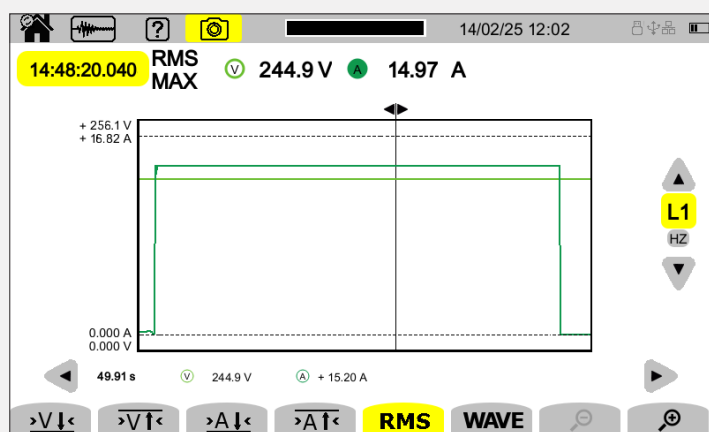 14/02/25 12:02
14:48:20.040 RMS MAX V 244.9 V A 14.97 A
+ 256.1 V
+ 16.82 A
L1
HZ
0.000 A
0.000 V
49.91 s V 244.9 V A + 15.20 A
>V↓< >V↑< >A↓< >A↑< RMS WAVE